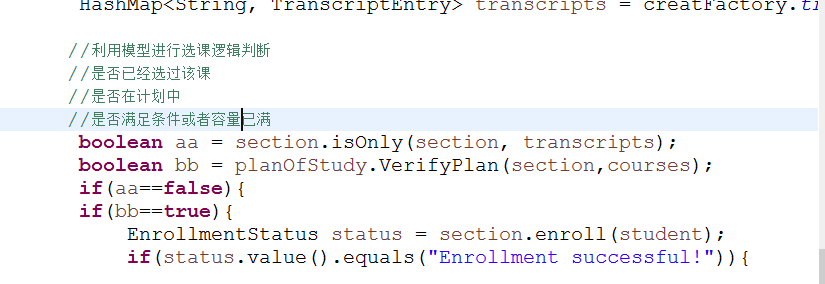 HashMap<String, TranscriptEntry> transcripts = creatFactory.
//利用模型进行选课逻辑判断
//是否已经选过该课
//是否在计划中
//是否满足条件或者容量已满
boolean aa = section.isOnly(section, transcripts);
boolean bb = planOfStudy.VerifyPlan(section,courses);
if(aa==false){
if(bb==true){
EnrollmentStatus status = section.enroll(student);
if(status.value().equals("Enrollment successful!")){